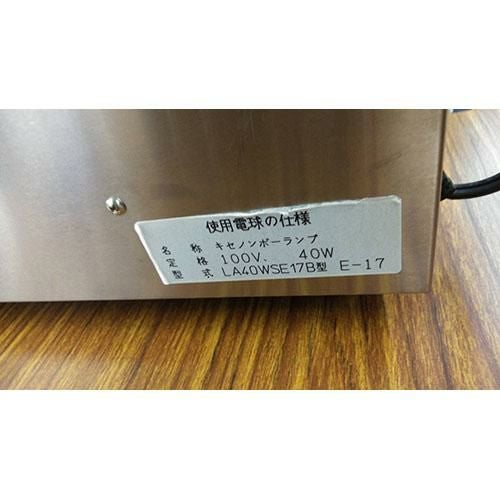 使用電球の仕様
名 称 キセノンボーランプ
定 格 100V、 40W
型 式 LA40WSE17B型 E-17